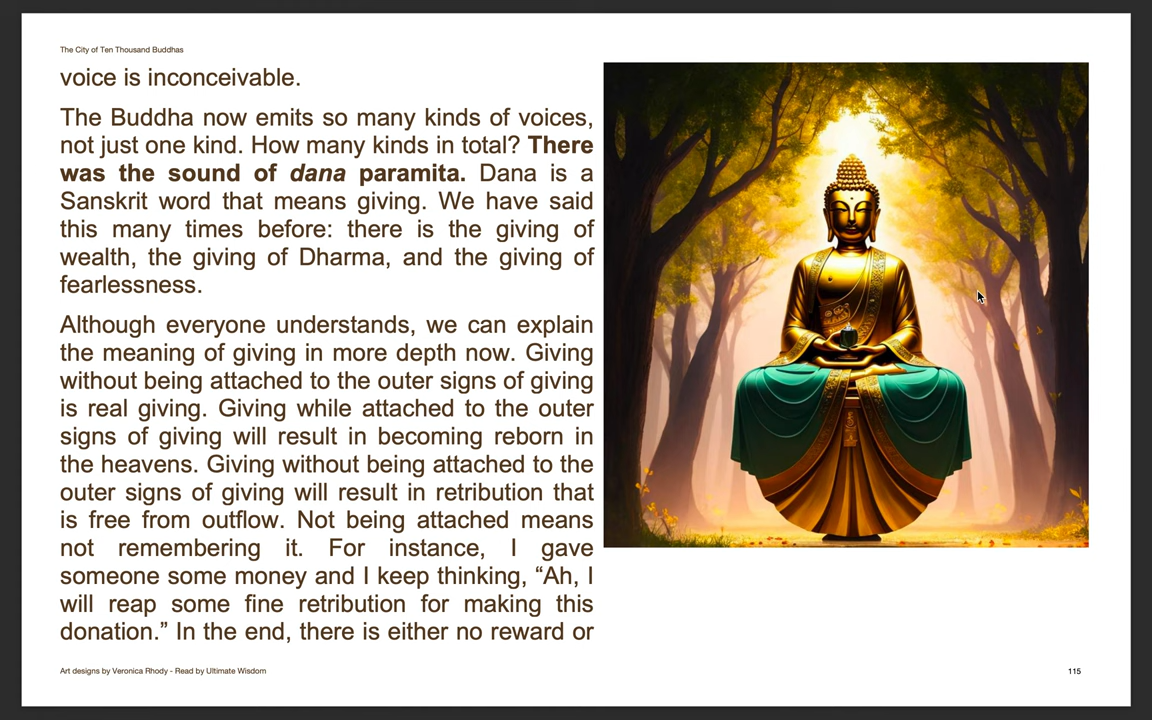 The City of Ten Thousand Buddhas
voice is inconceivable.
The Buddha now emits so many kinds of voices,
not just one kind. How many kinds in total? There
was the sound of dana paramita. Dana is a
Sanskrit word that means giving. We have said
this many times before: there is the giving of
wealth, the giving of Dharma, and the giving of
fearlessness.
Although everyone understands, we can explain
the meaning of giving in more depth now. Giving
without being attached to the outer signs of giving
is real giving. Giving while attached to the outer
signs of giving will result in becoming reborn in
the heavens. Giving without being attached to the
outer signs of giving will result in retribution that
is free from outflow. Not being attached means
not remembering it. For instance, I gave
someone some money and I keep thinking, “Ah, I
will reap some fine retribution for making this
donation.” In the end, there is either no reward or
Art designs by Veronica Rhody - Read by Ultimate Wisdom
115